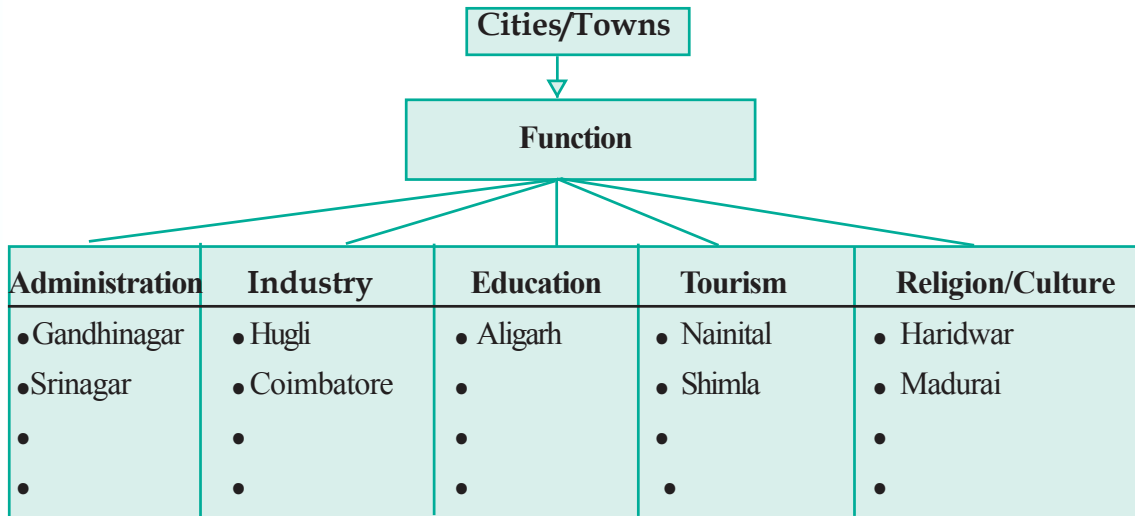 Cities/Towns
Function
Administration Industry Education Tourism Religion/Culture
•Gandhinagar •Hugli • Aligarh • Nainital • Haridwar
•Srinagar •Coimbatore • • Shimla • Madurai
• • • • •
• • • • •